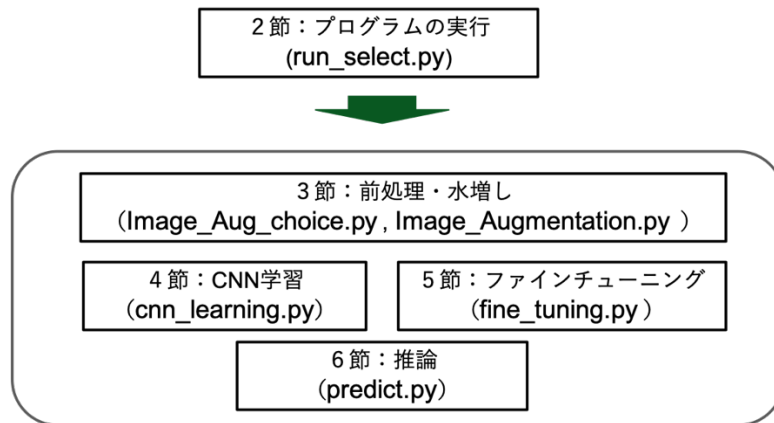 2節：プログラムの実行
(run_select.py)
3節：前処理・水増し
（Image_Aug_choice.py , Image_Augmentation.py ）
4節：CNN学習
（cnn_learning.py）
5節：ファインチューニング
（fine_tuning.py ）
6節：推論
（predict.py）